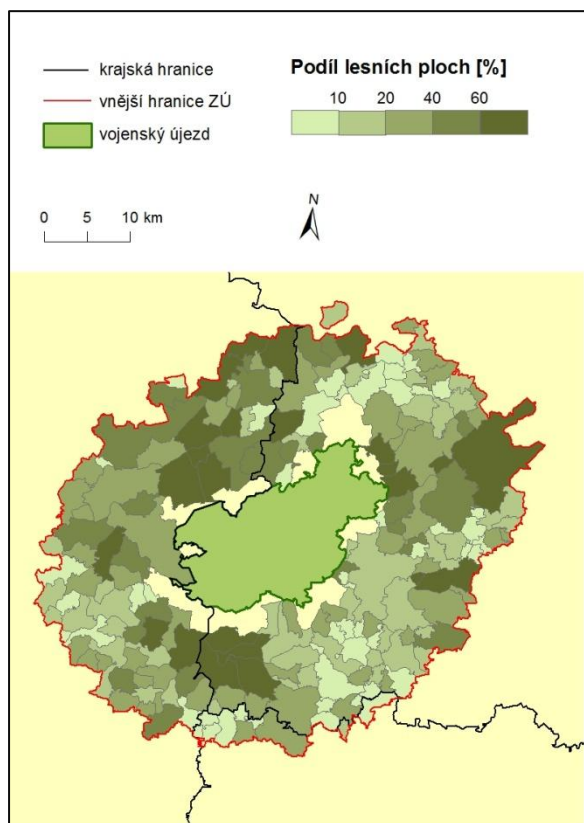 krajská hranice
vnější hranice ZÚ
vojenský újezd
Podíl lesních ploch [%]
10 20 40 60
0 5 10 km
N